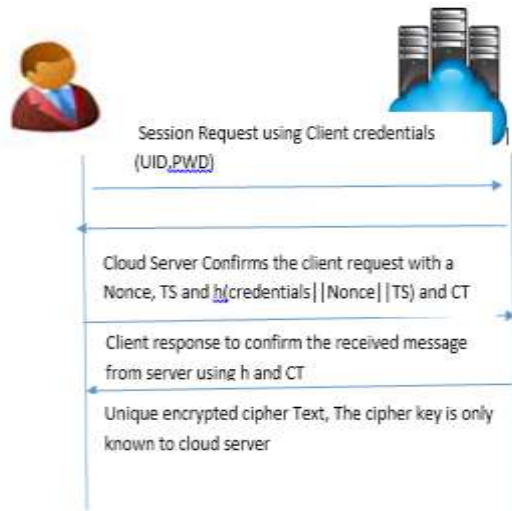 Session Request using Client credentials
(UID,PWD)
Cloud Server Confirms the client request with a
Nonce, TS and h(credentials||Nonce||TS) and CT
Client response to confirm the received message
from server using h and CT
Unique encrypted cipher Text, The cipher key is only
known to cloud server